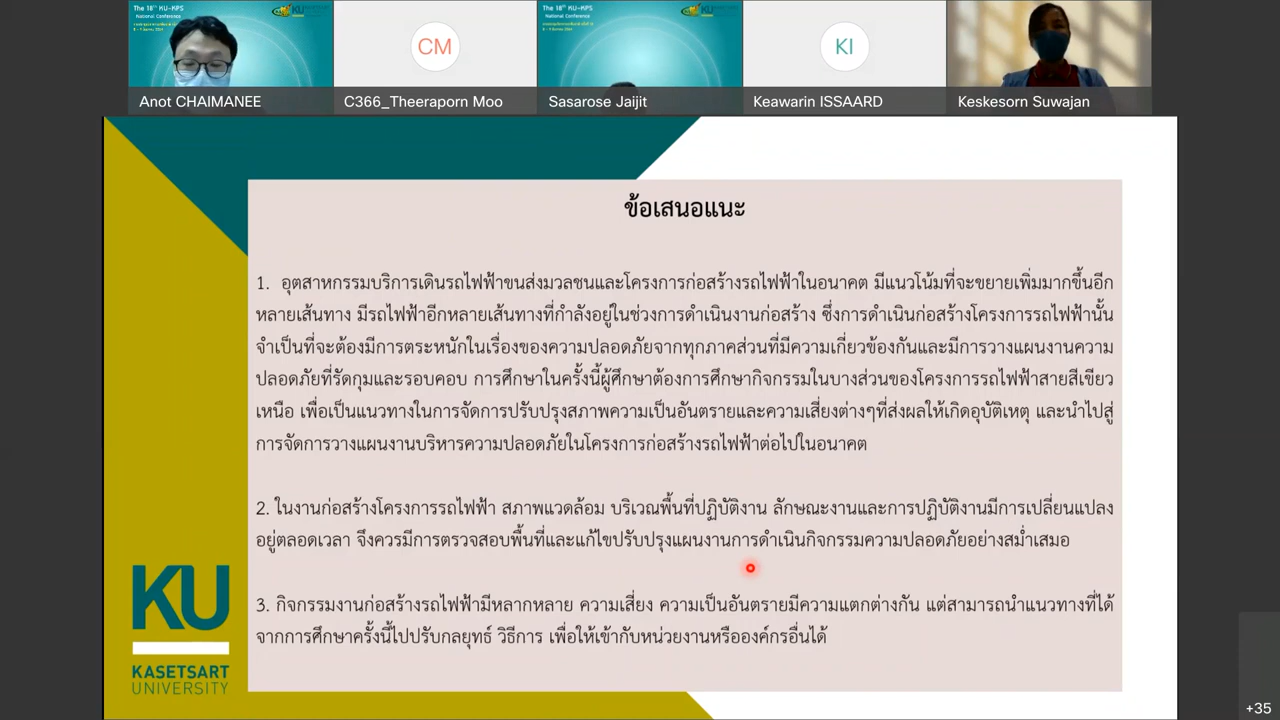 The 18th KU-KPS
National Conference
KU
The 18th KU-KPS
National Conference
KU
CM
KI
Anot CHAIMANEE
C366_Theeraporn Moo
Sasarose Jaijit
Keawarin ISSAARD
Keskesorn Suwajan
ข้อเสนอแนะ
1. อุตสาหกรรมบริการเดินรถไฟฟ้าขนส่งมวลชนและโครงการก่อสร้างรถไฟฟ้าในอนาคต มีแนวโน้มที่จะขยายเพิ่มมากขึ้นอีก
หลายเส้นทาง มีรถไฟฟ้าอีกหลายเส้นทางที่กำลังอยู่ในช่วงการดำเนินงานก่อสร้าง ซึ่งการดำเนินก่อสร้างโครงการรถไฟฟ้านั้น
จำเป็นที่จะต้องมีการตระหนักในเรื่องของความปลอดภัยจากทุกภาคส่วนที่มีความเกี่ยวข้องกันและมีการวางแผนงานความ
ปลอดภัยที่รัดกุมและรอบคอบ การศึกษาในครั้งนี้ผู้ศึกษาต้องการศึกษากิจกรรมในบางส่วนของโครงการรถไฟฟ้าสายสีเขียว
เหนือ เพื่อเป็นแนวทางในการจัดการปรับปรุงสภาพความเป็นอันตรายและความเสี่ยงต่างๆที่ส่งผลให้เกิดอุบัติเหตุ และนำไปสู่
การจัดการวางแผนงานบริหารความปลอดภัยในโครงการก่อสร้างรถไฟฟ้าต่อไปในอนาคต
2. ในงานก่อสร้างโครงการรถไฟฟ้า สภาพแวดล้อม บริเวณพื้นที่ปฏิบัติงาน ลักษณะงานและการปฏิบัติงานมีการเปลี่ยนแปลง
อยู่ตลอดเวลา จึงควรมีการตรวจสอบพื้นที่และแก้ไขปรับปรุงแผนงานการดำเนินกิจกรรมความปลอดภัยอย่างสม่ำเสมอ
3. กิจกรรมงานก่อสร้างรถไฟฟ้ามีหลากหลาย ความเสี่ยง ความเป็นอันตรายมีความแตกต่างกัน แต่สามารถนำแนวทางที่ได้
จากการศึกษาครั้งนี้ไปปรับกลยุทธ์ วิธีการ เพื่อให้เข้ากับหน่วยงานหรือองค์กรอื่นได้
KU
KASETSART
UNIVERSITY
+35